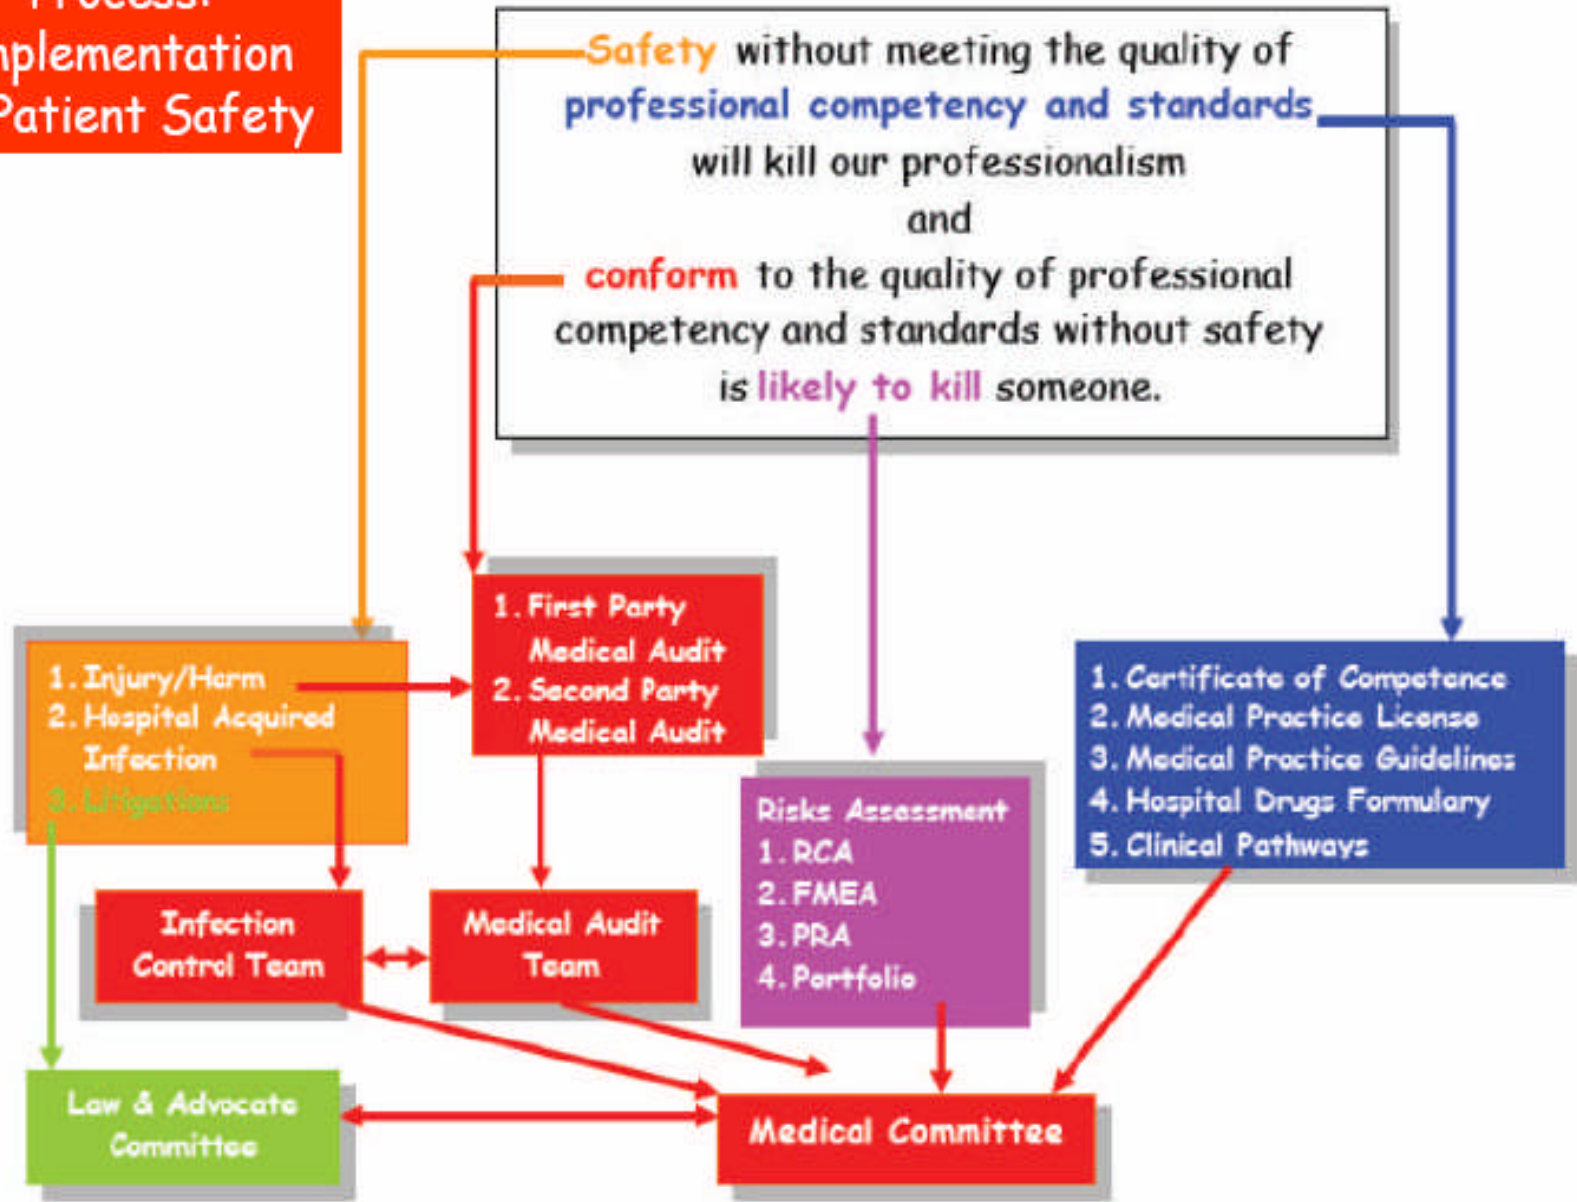 Process:
mplementation
Patient Safety
Safety without meeting the quality of
professional competency and standards
will kill our professionalism
and
conform to the quality of professional
competency and standards without safety
is likely to kill someone.
1. First Party
Medical Audit
2. Second Party
Medical Audit
1. Injury/Harm
2. Hospital Acquired
Infection
3. Litigations
1. Certificate of Competence
2. Medical Practice License
3. Medical Practice Guidelines
4. Hospital Drugs Formulary
5. Clinical Pathways
Risks Assessment
1. RCA
2. FMEA
3. PRA
4. Portfolio
Infection
Control Team
Medical Audit
Team
Law & Advocate
Committee
Medical Committee